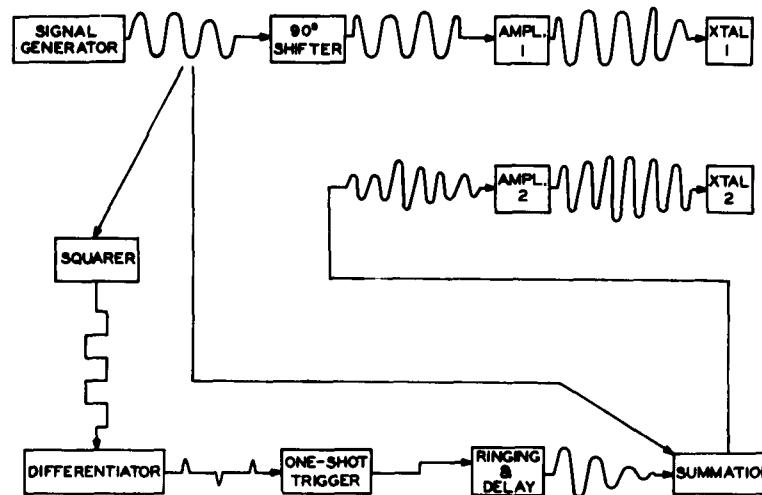 SIGNAL
GENERATOR
90°
SHIFTER
AMPL.
1
XTAL
1
AMPL.
2
XTAL
2
SQUARER
DIFFERENTIATOR
ONE-SHOT
TRIGGER
RINGING
&
DELAY
SUMMATION